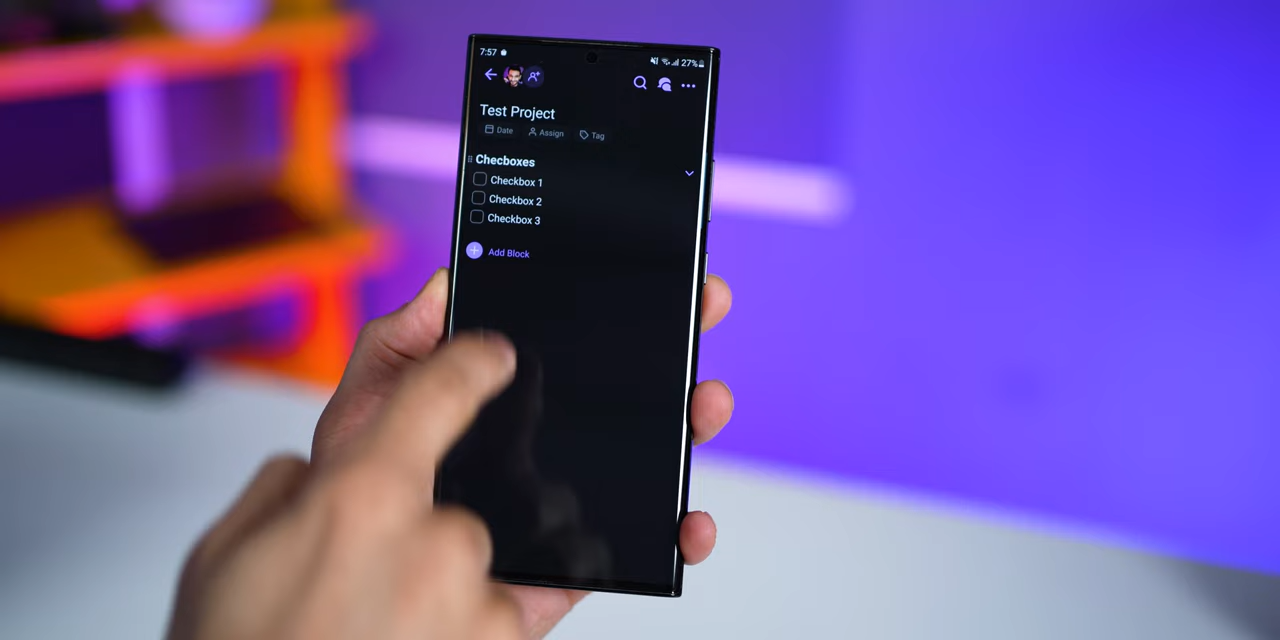 7:57
27%
Test Project
Date Assign Tag
Checboxes
Checkbox 1
Checkbox 2
Checkbox 3
Add Block